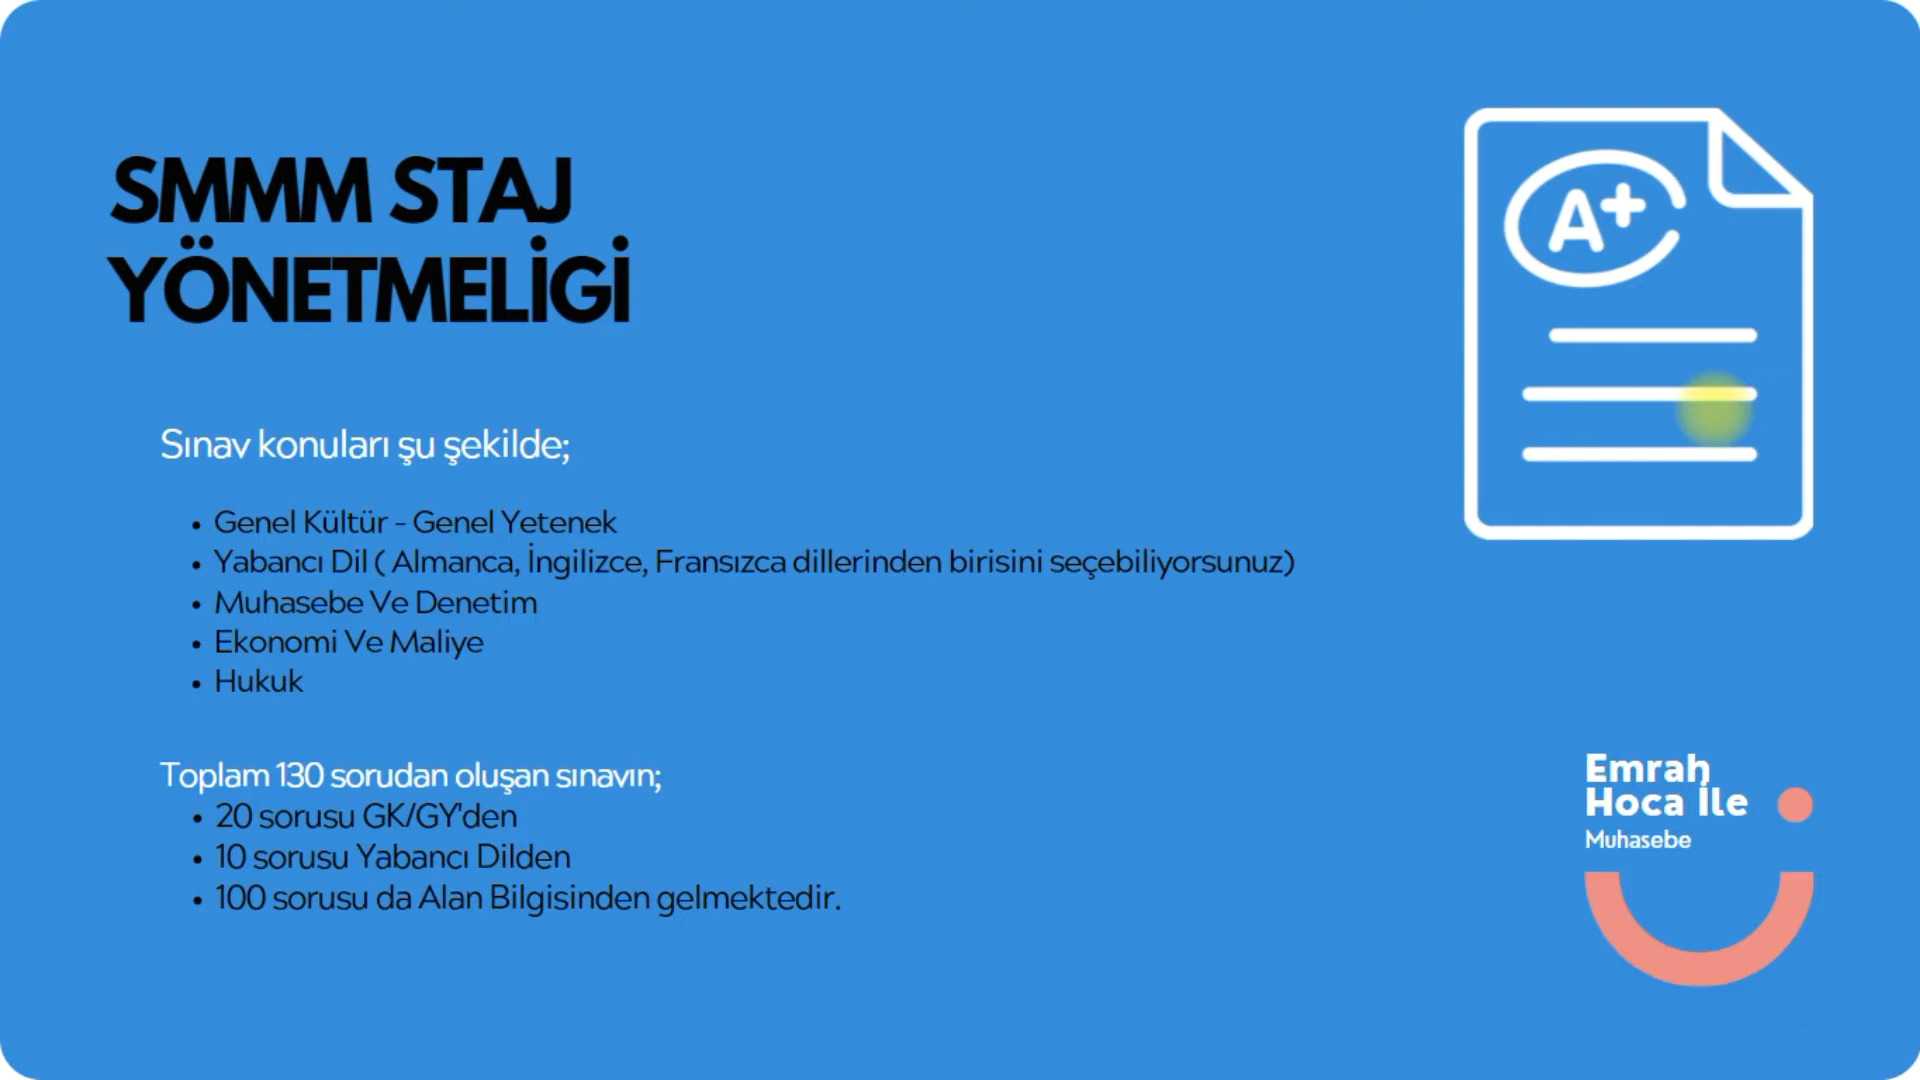 SMMM STAJ
YÖNETMELİGİ
A+
Sınav konuları şu şekilde;
• Genel Kültür - Genel Yetenek
• Yabancı Dil ( Almanca, İngilizce, Fransızca dillerinden birisini seçebiliyorsunuz)
• Muhasebe Ve Denetim
• Ekonomi Ve Maliye
• Hukuk
Toplam 130 sorudan oluşan sınavın;
• 20 sorusu GK/GY'den
• 10 sorusu Yabancı Dilden
• 100 sorusu da Alan Bilgisinden gelmektedir.
Emrah
Hoca İle
Muhasebe